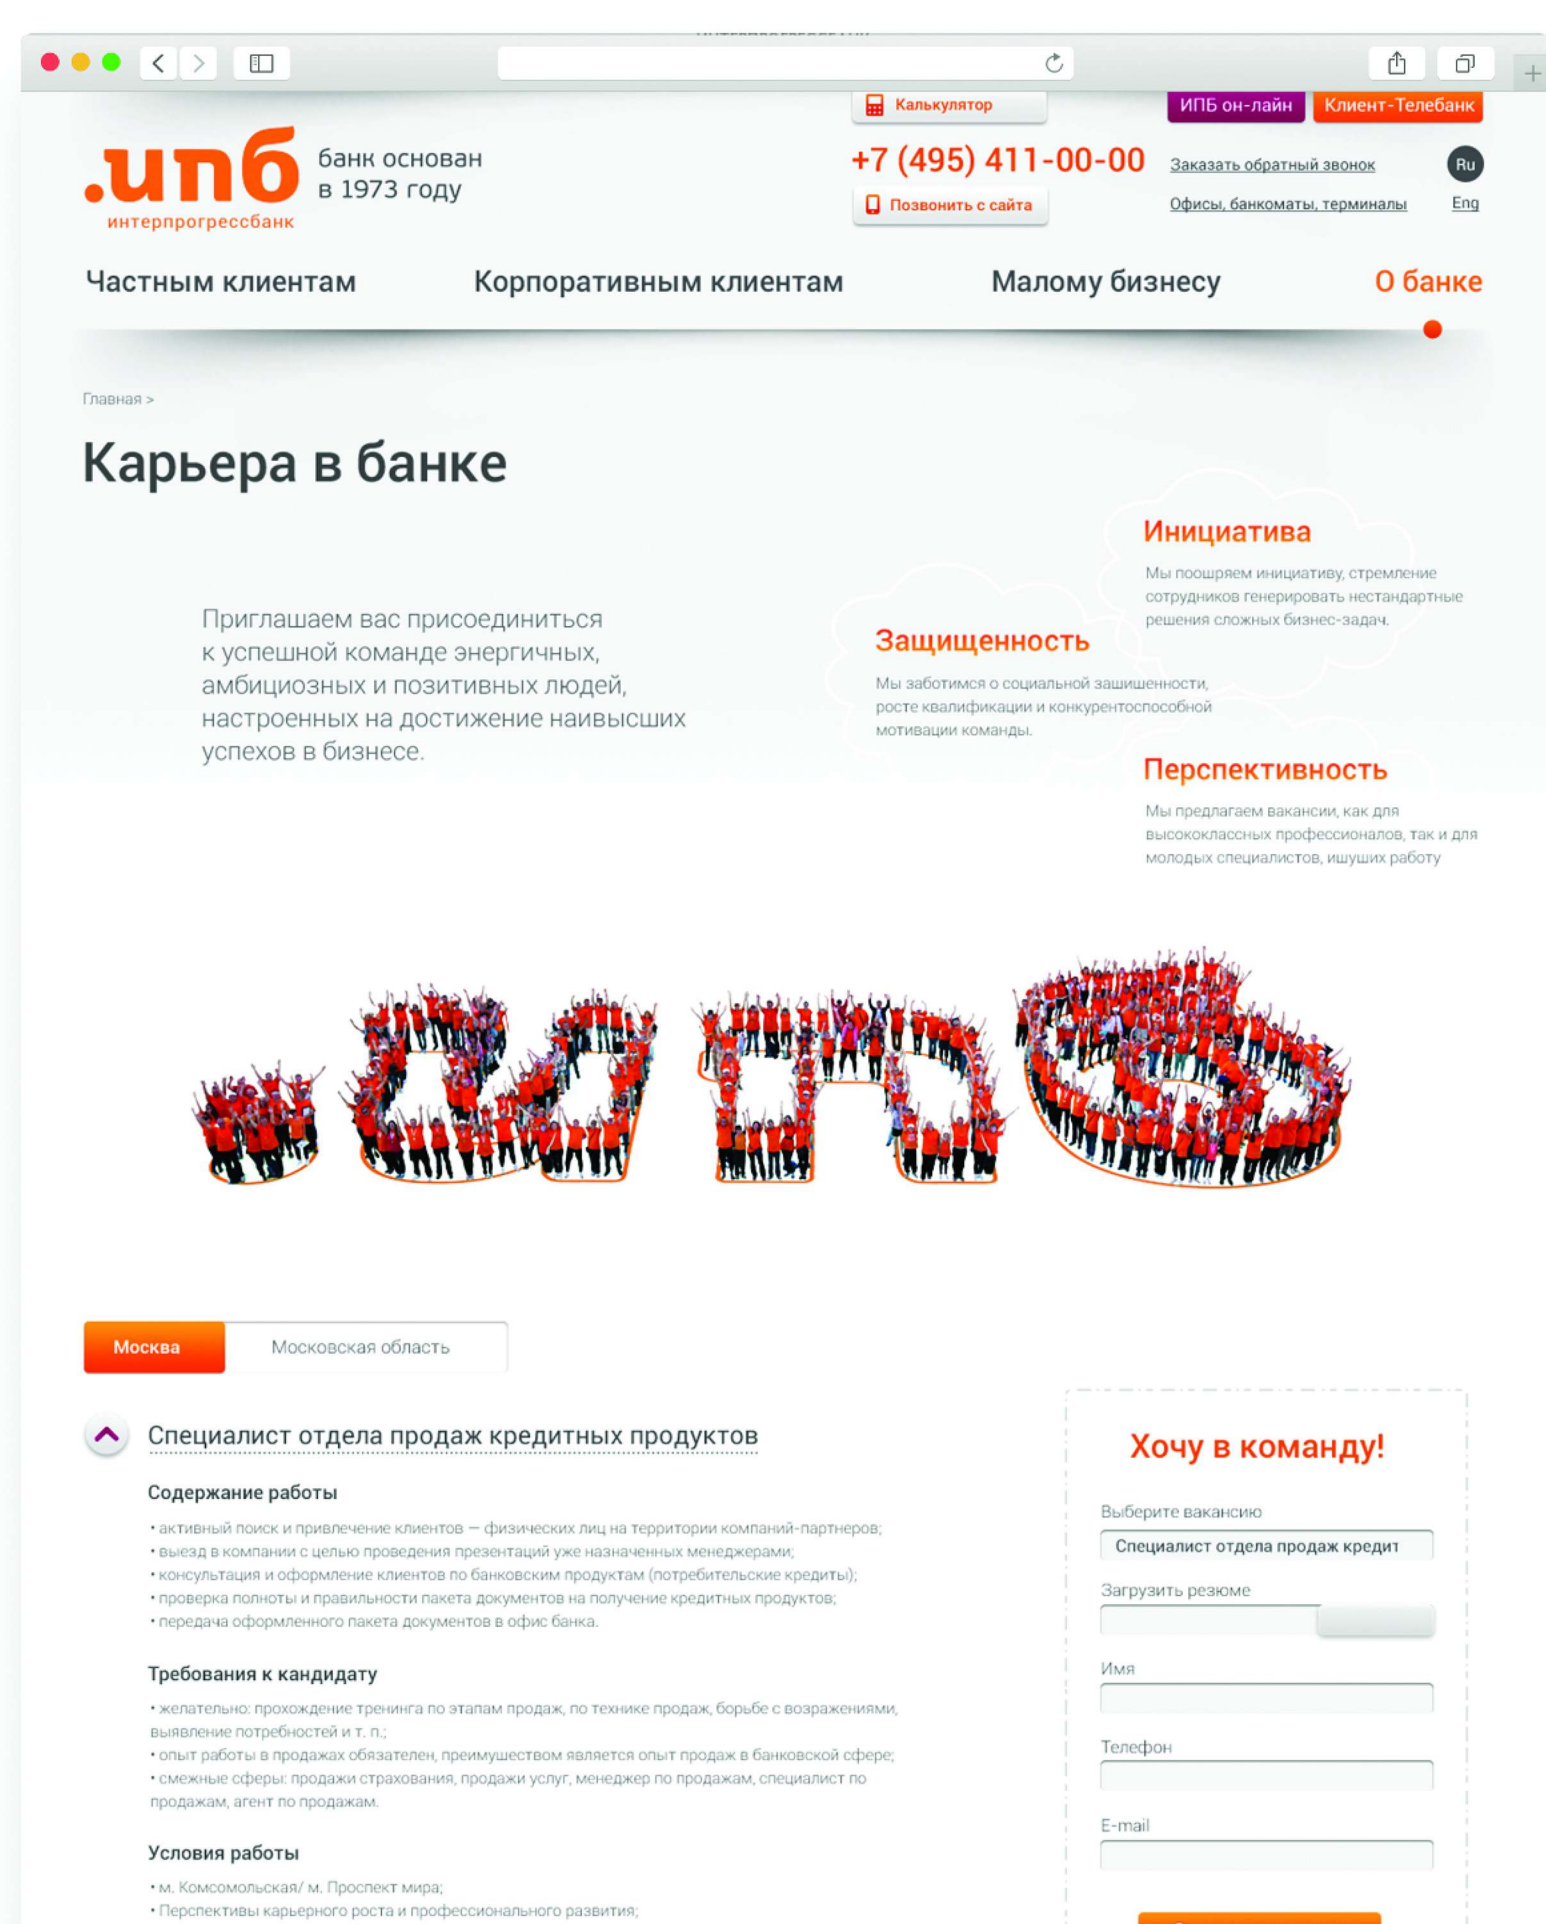 Калькулятор
ИПБ он-лайн
Клиент-Телебанк
.ипб
интерпрогрессбанк
банк основан
в 1973 году
+7 (495) 411-00-00
Заказать обратный звонок
Ru
Позвонить с сайта
Офисы, банкоматы, терминалы
Eng
Частным клиентам
Корпоративным клиентам
Малому бизнесу
О банке
Главная >
Карьера в банке
Приглашаем вас присоединиться
к успешной команде энергичных,
амбициозных и позитивных людей,
настроенных на достижение наивысших
успехов в бизнесе.
Инициатива
Мы поошряем инициативу, стремление
сотрудников генерировать нестандартные
решения сложных бизнес-задач.
Защищенность
Мы заботимся о социальной зашишенности,
росте квалификации и конкурентоспособной
мотивации команды.
Перспективность
Мы предлагаем вакансии, как для
высококлассных профессионалов, так и для
молодых специалистов, ишуших работу
.ипб
Москва
Московская область
Специалист отдела продаж кредитных продуктов
Содержание работы
• активный поиск и привлечение клиентов — физических лиц на территории компаний-партнеров;
• выезд в компании с целью проведения презентаций уже назначенных менеджерами;
• консультация и оформление клиентов по банковским продуктам (потребительские кредиты);
• проверка полноты и правильности пакета документов на получение кредитных продуктов;
• передача оформленного пакета документов в офис банка.
Требования к кандидату
• желательно: прохождение тренинга по этапам продаж, по технике продаж, борьбе с возражениями,
выявление потребностей и т. п.;
• опыт работы в продажах обязателен, преимуществом является опыт продаж в банковской сфере;
• смежные сферы: продажи страхования, продажи услуг, менеджер по продажам, специалист по
продажам, агент по продажам.
Условия работы
• м. Комсомольская/ м. Проспект мира;
• Перспективы карьерного роста и профессионального развития;
Хочу в команду!
Выберите вакансию
Специалист отдела продаж кредит
Загрузить резюме
Имя
Телефон
E-mail